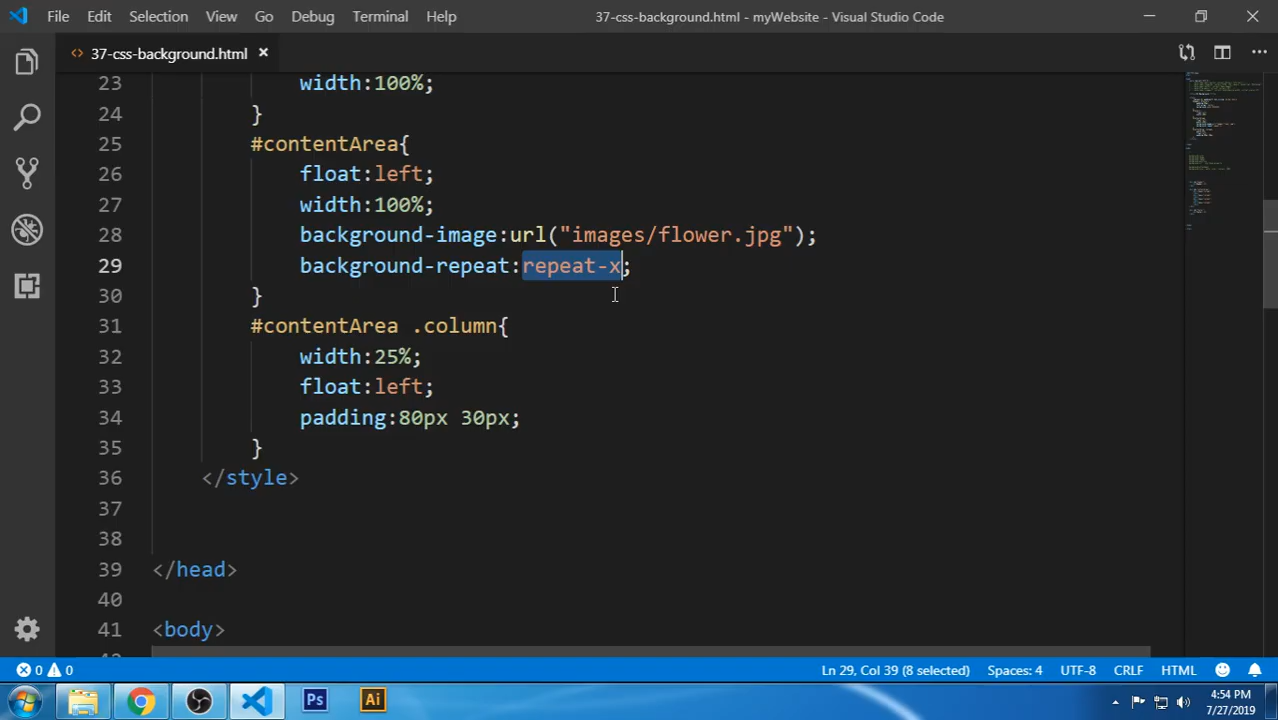 File Edit Selection View Go Debug Terminal Help 37-css-background.html - myWebsite - Visual Studio Code
37-css-background.html
23 width:100%;
24 }
25 #contentArea{
26 float:left;
27 width:100%;
28 background-image:url("images/flower.jpg");
29 background-repeat:repeat-x;
30 }
31 #contentArea .column{
32 width:25%;
33 float:left;
34 padding:80px 30px;
35 }
36 </style>
37
38
39 </head>
40
41 <body>
0 0 Ln 29, Col 39 (8 selected) Spaces: 4 UTF-8 CRLF HTML
Ps Ai 4:54 PM
7/27/2019